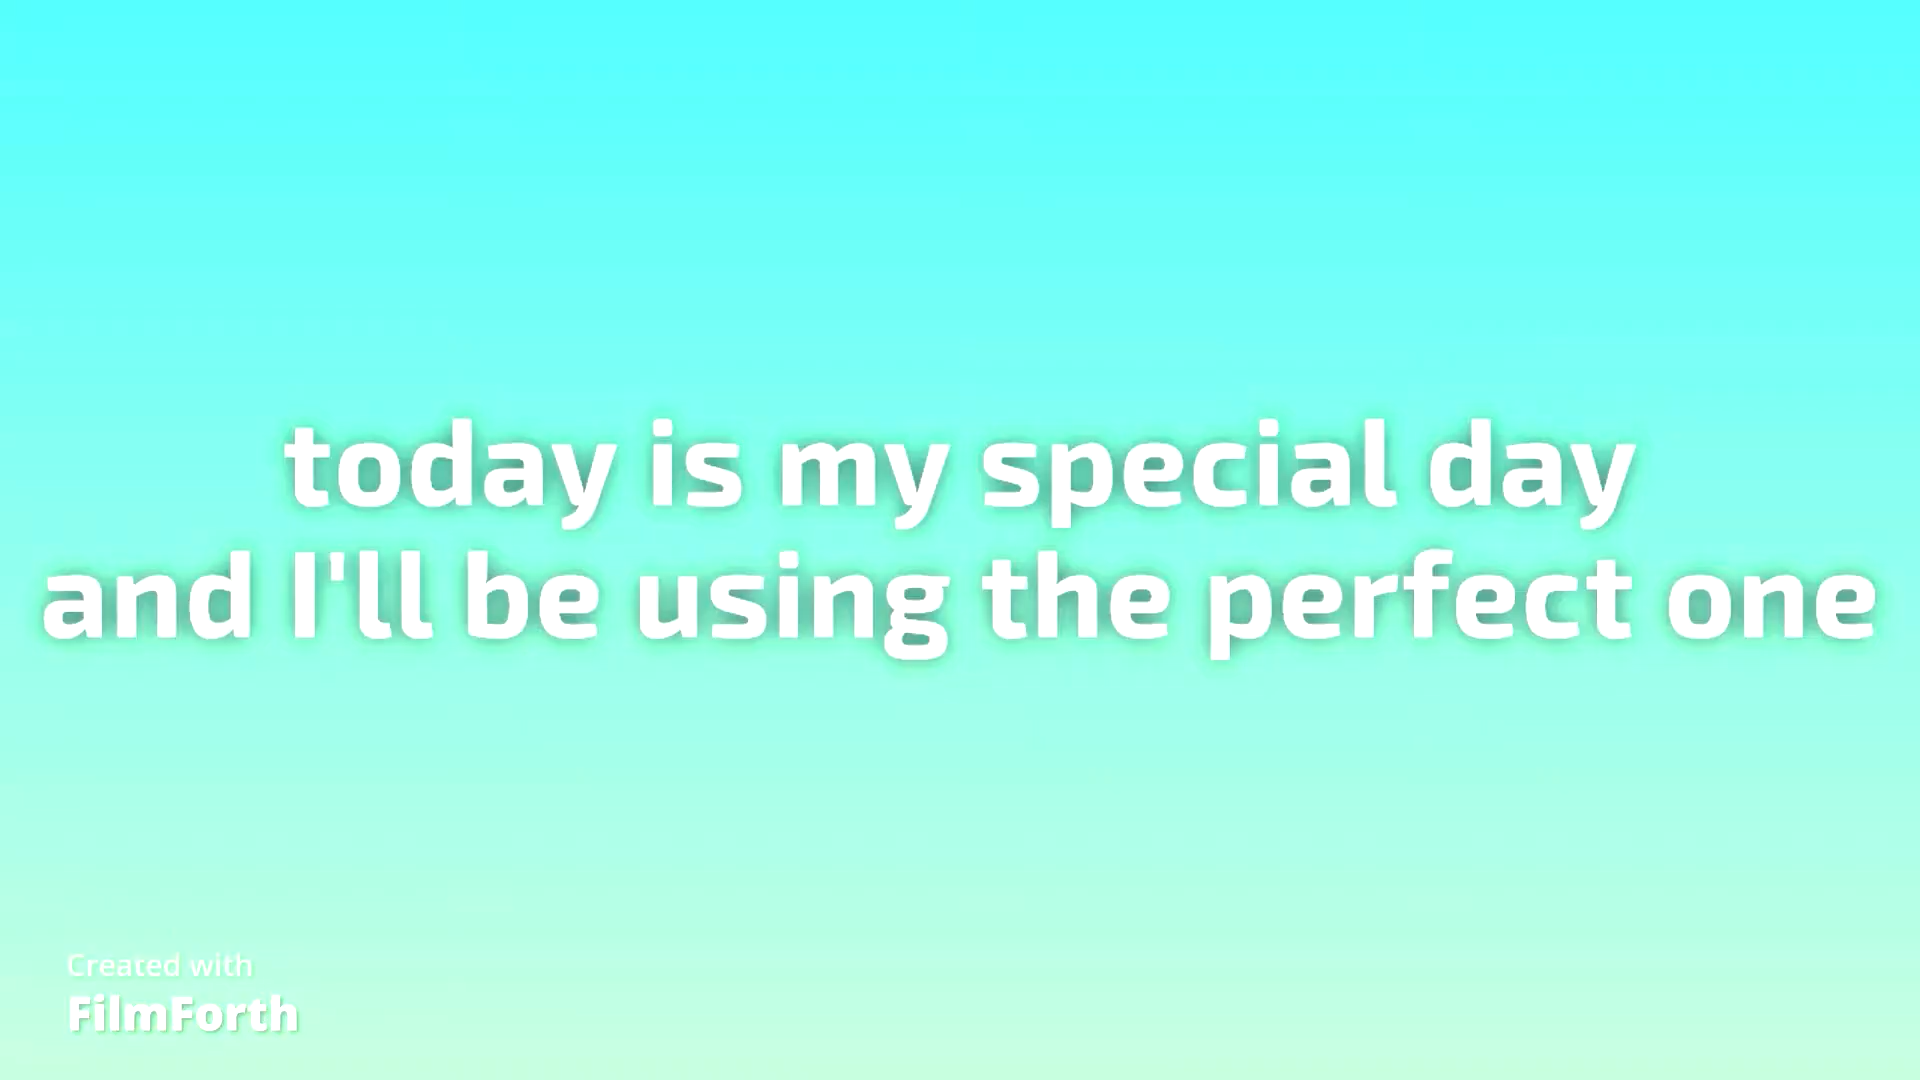 today is my special day
and I'll be using the perfect one
Created with
FilmForth